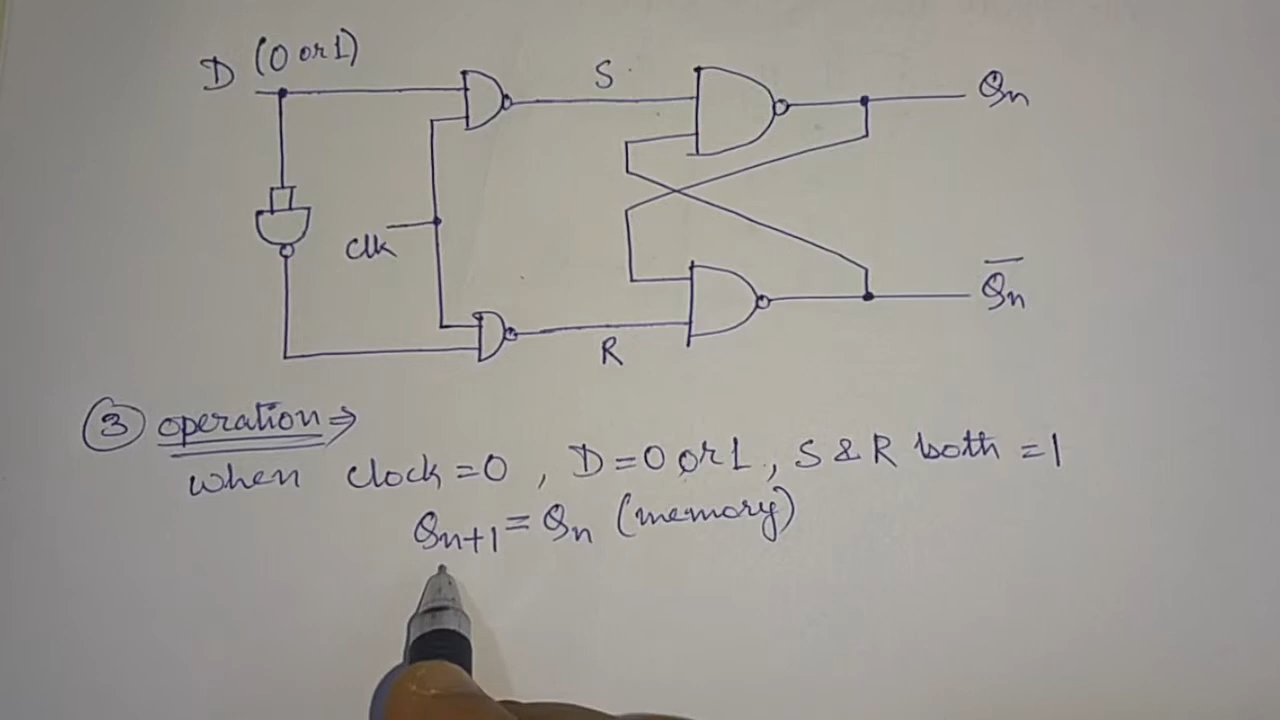 D (0 or 1)
S
Qn
clk
Q̅n
R
③ operation ⇒
when clock = 0 , D = 0 or 1 , S & R both = 1
Qn+1 = Qn (memory)